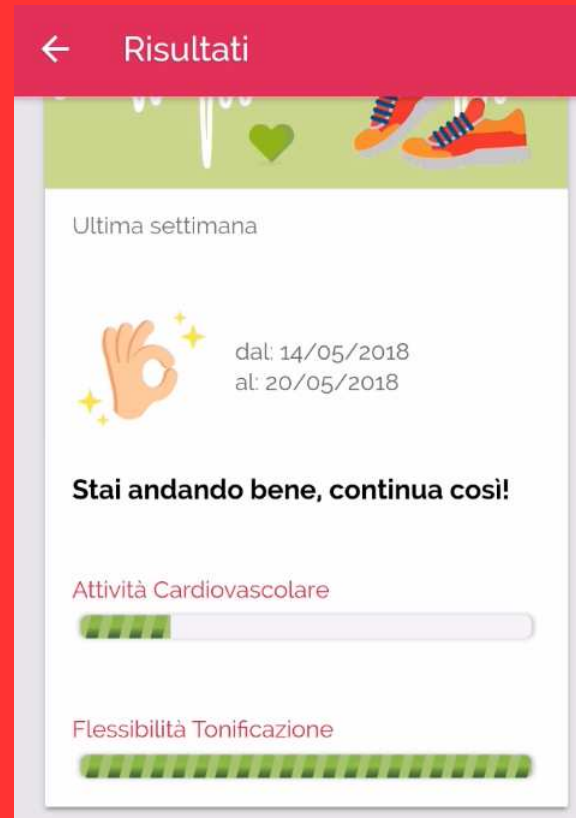 Risultati
Ultima settimana
dal: 14/05/2018
al: 20/05/2018
Stai andando bene, continua così!
Attività Cardiovascolare
Flessibilità Tonificazione